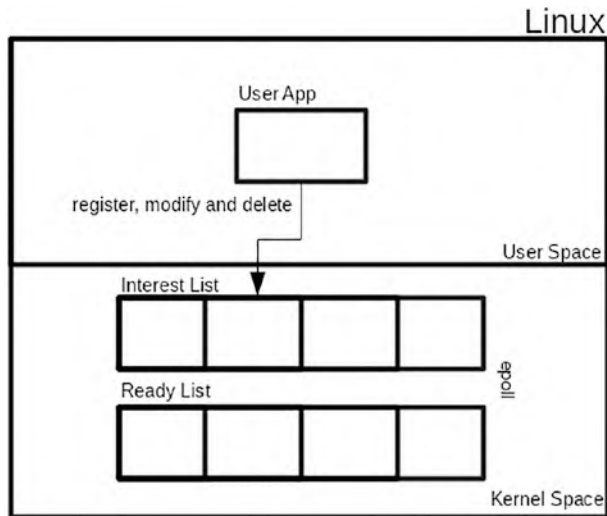 Linux
User App
register, modify and delete
User Space
Interest List
epoll
Ready List
Kernel Space